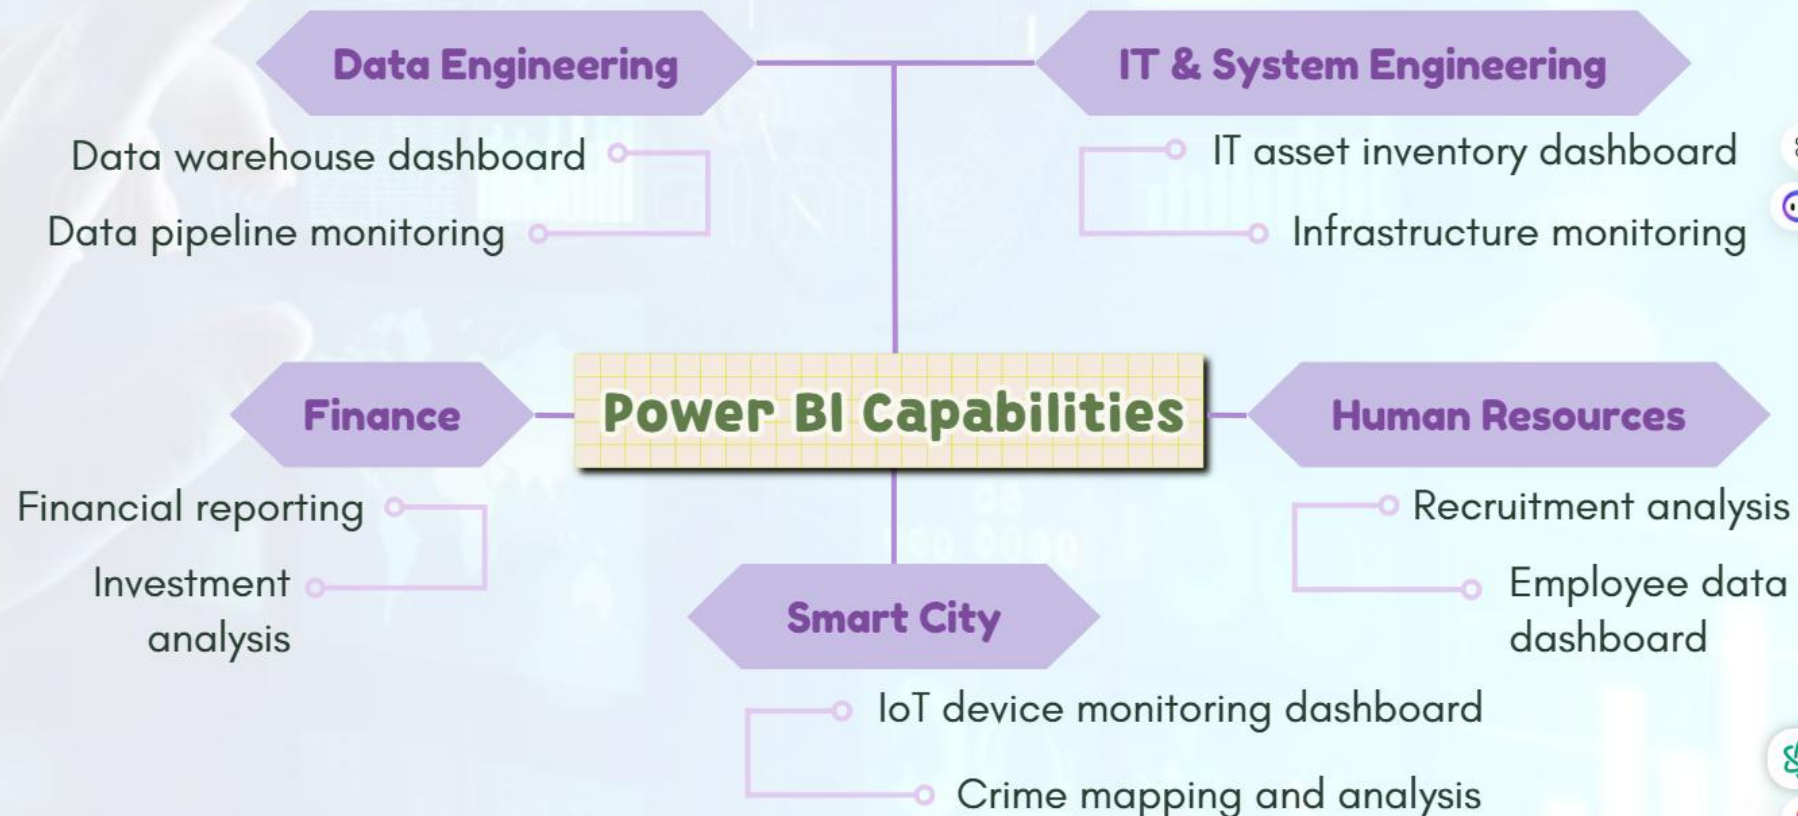 Data Engineering
IT & System Engineering
Data warehouse dashboard
Data pipeline monitoring
IT asset inventory dashboard
Infrastructure monitoring
Power BI Capabilities
Finance
Financial reporting
Investment
analysis
Human Resources
Recruitment analysis
Employee data
dashboard
Smart City
IoT device monitoring dashboard
Crime mapping and analysis